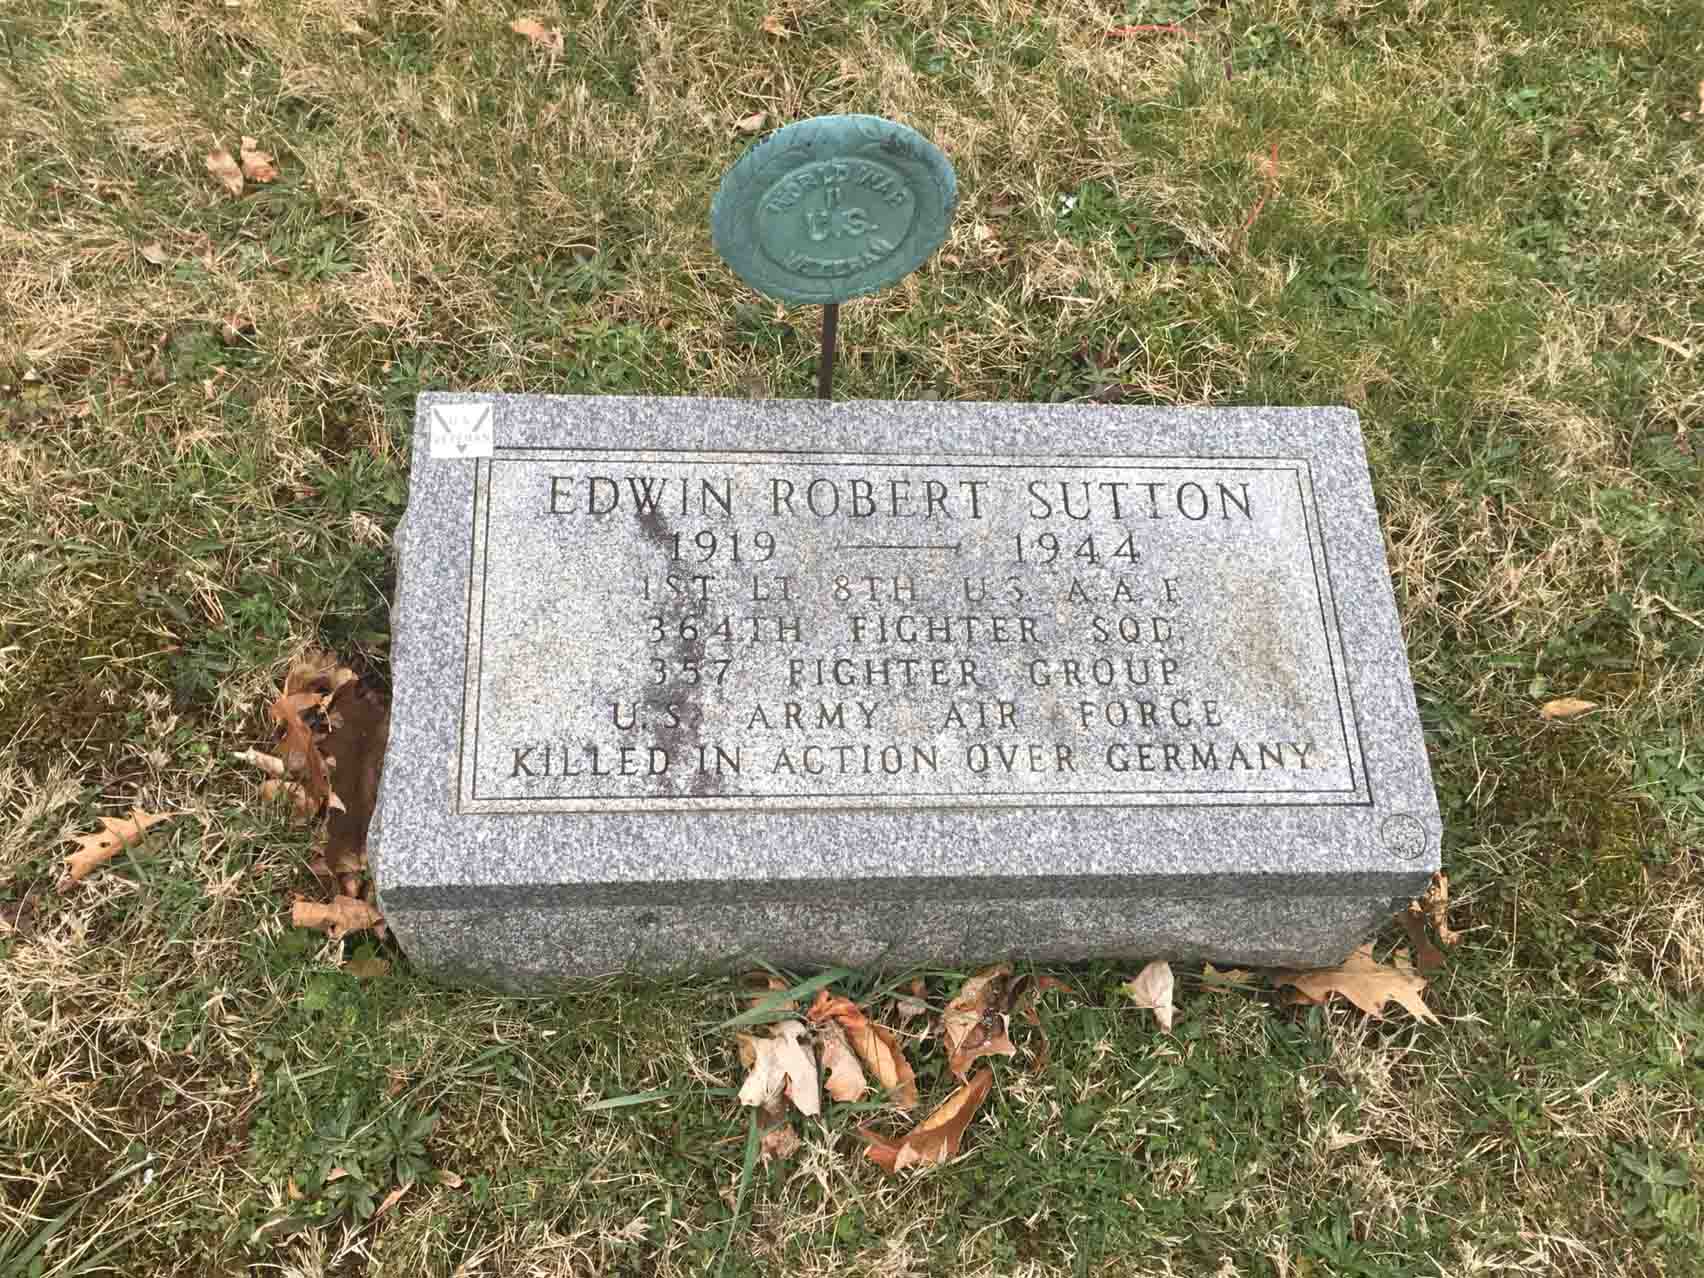 WORLD WAR
II
U.S.
VETERAN
U.S.
VETERAN
EDWIN ROBERT SUTTON
1919 — 1944
1ST LT. 8TH U.S. A.A.F.
364TH FIGHTER SQD.
357 FIGHTER GROUP
U.S. ARMY AIR FORCE
KILLED IN ACTION OVER GERMANY